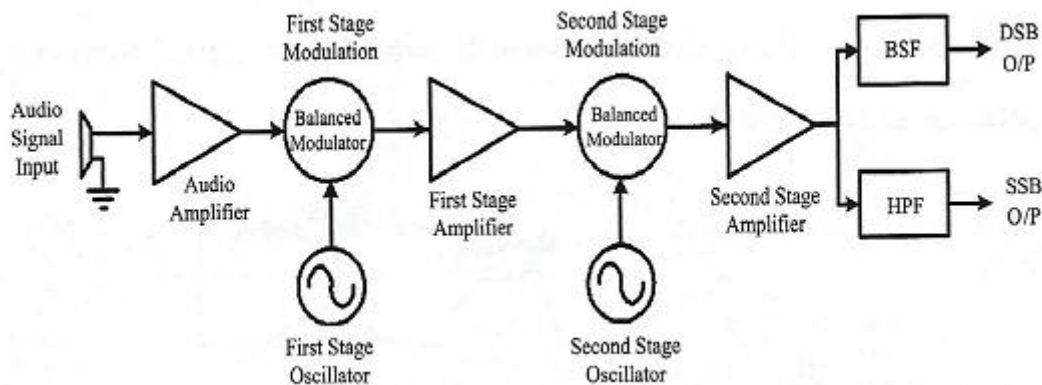 First Stage
Modulation
Second Stage
Modulation
BSF
DSB
O/P
Audio
Signal
Input
Balanced
Modulator
Balanced
Modulator
Audio
Amplifier
First Stage
Amplifier
Second Stage
Amplifier
HPF
SSB
O/P
First Stage
Oscillator
Second Stage
Oscillator